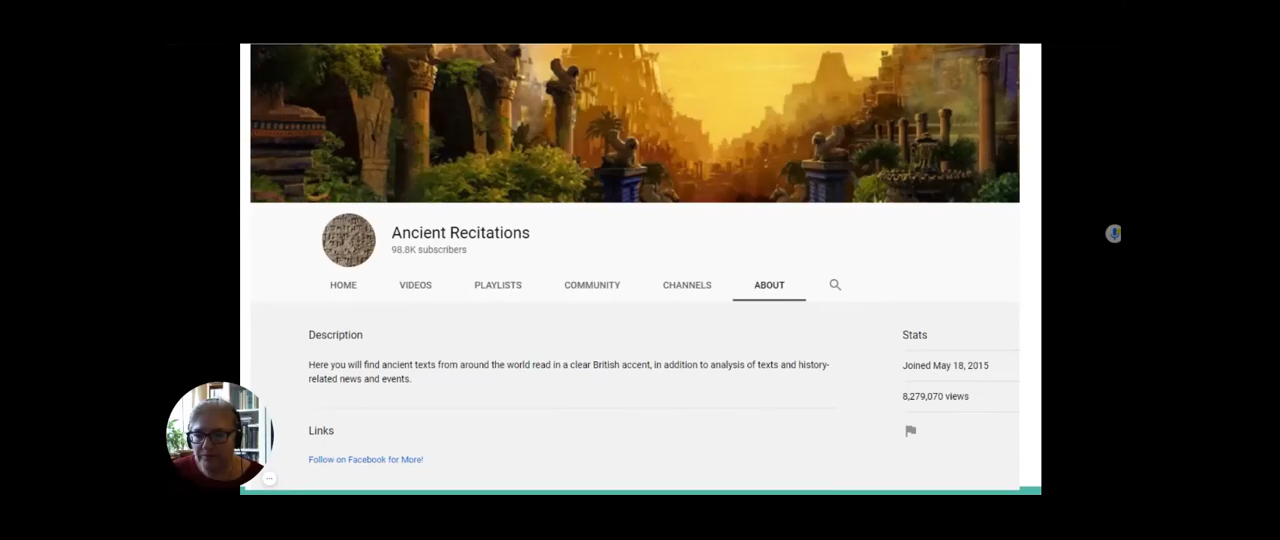 Ancient Recitations
98.8K subscribers
HOME VIDEOS PLAYLISTS COMMUNITY CHANNELS ABOUT
Description
Here you will find ancient texts from around the world read in a clear British accent, in addition to analysis of texts and history-
related news and events.
Links
Follow on Facebook for More!
Stats
Joined May 18, 2015
8,279,070 views